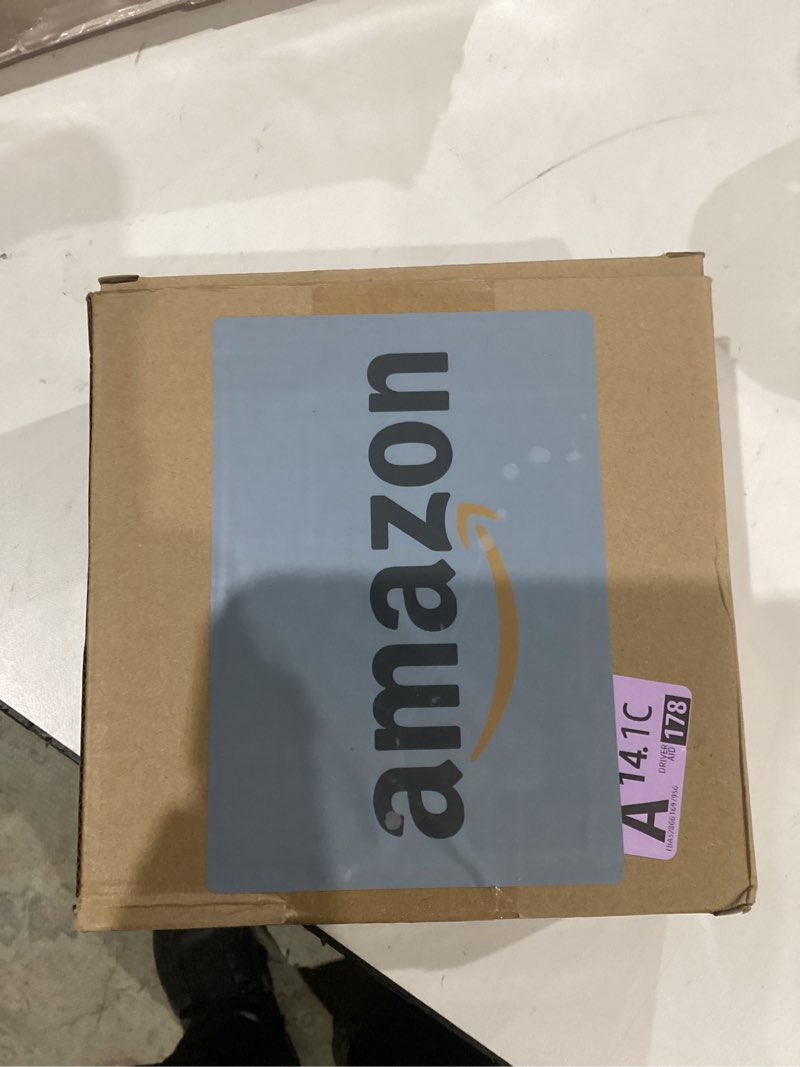 amazon
A 14.1C
DRIVER
AID
178